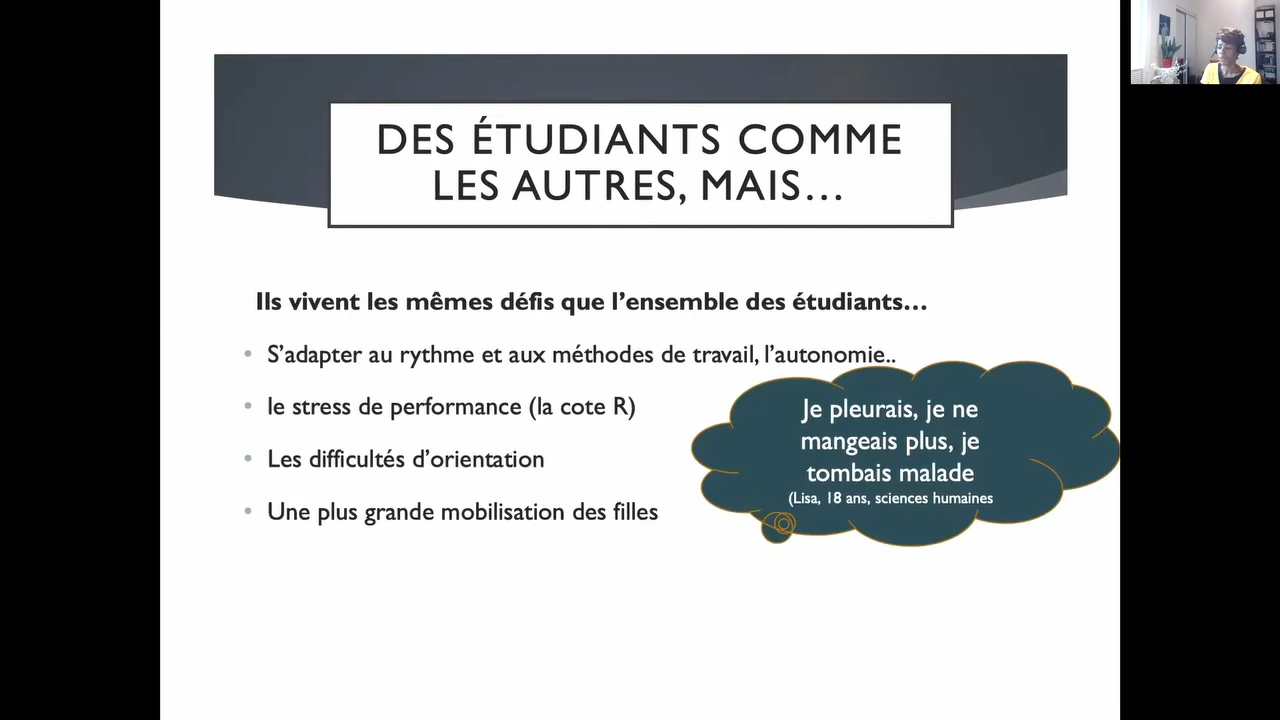 DES ÉTUDIANTS COMME
LES AUTRES, MAIS…
Ils vivent les mêmes défis que l’ensemble des étudiants…
• S’adapter au rythme et aux méthodes de travail, l’autonomie..
• le stress de performance (la cote R)
• Les difficultés d’orientation
• Une plus grande mobilisation des filles
Je pleurais, je ne
mangeais plus, je
tombais malade
(Lisa, 18 ans, sciences humaines